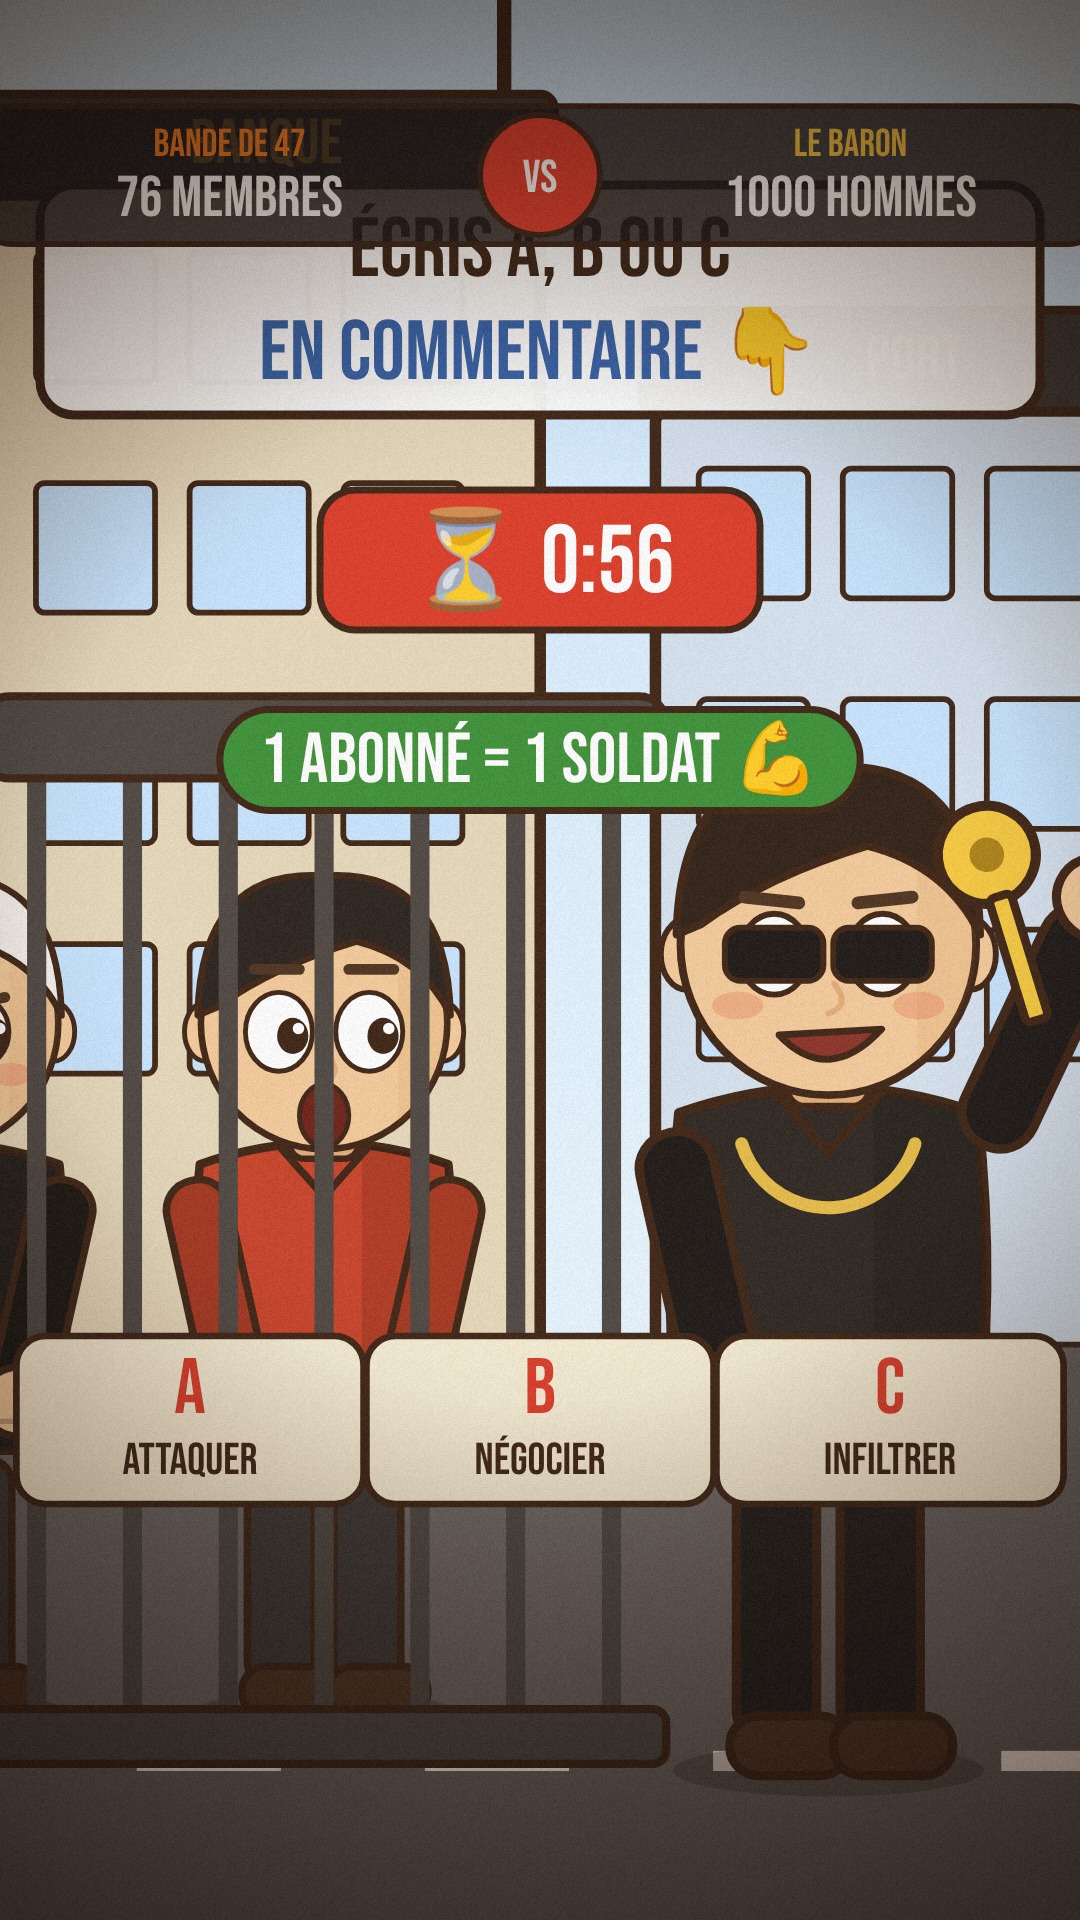 BANQUE
BANDE DE 47
76 MEMBRES
VS
LE BARON
1000 HOMMES
ÉCRIS A, B OU C
EN COMMENTAIRE 👇
⏳ 0:56
1 ABONNÉ = 1 SOLDAT 💪
A
ATTAQUER
B
NÉGOCIER
C
INFILTRER